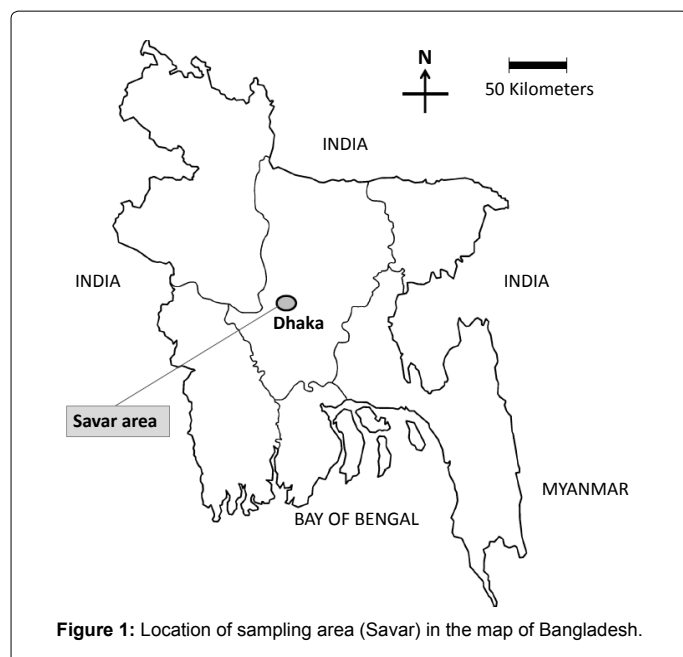 N
50 Kilometers
INDIA
INDIA
INDIA
Dhaka
Savar area
MYANMAR
BAY OF BENGAL
Figure 1: Location of sampling area (Savar) in the map of Bangladesh.